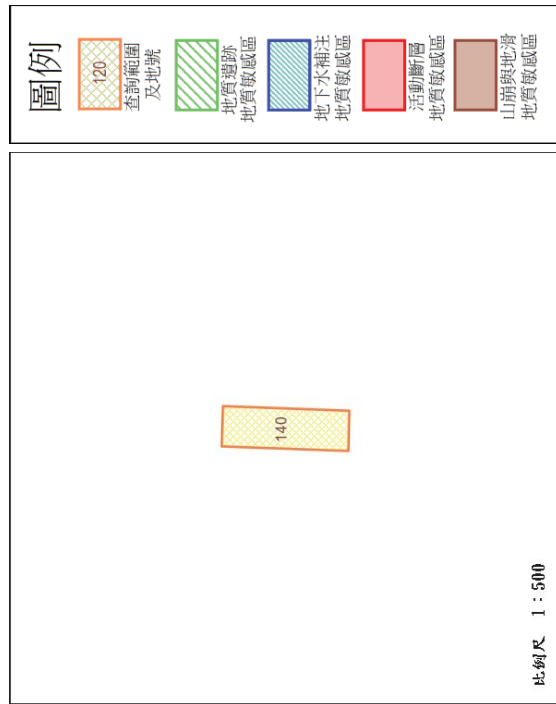 圖例
120
查詢範圍
及地號
地質遺跡
地質敏感區
地下水補注
地質敏感區
活動斷層
地質敏感區
山崩與地滑
地質敏感區
140
比例尺 1：500